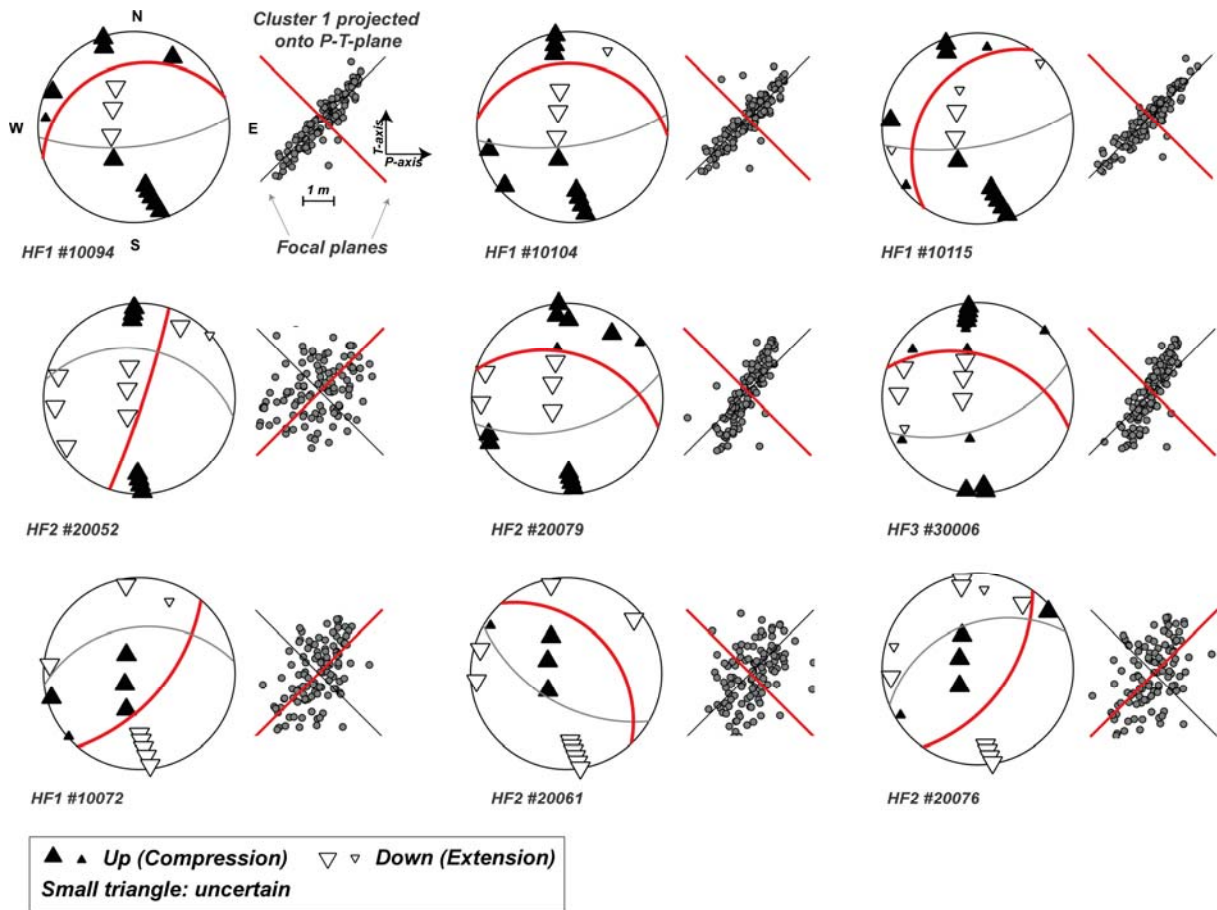 N
Cluster 1 projected
onto P-T-plane
W
E
T-axis
P-axis
1 m
S
Focal planes
HF1 #10094
HF1 #10104
HF1 #10115
HF2 #20052
HF2 #20079
HF3 #30006
HF1 #10072
HF2 #20061
HF2 #20076
Up (Compression) Down (Extension)
Small triangle: uncertain